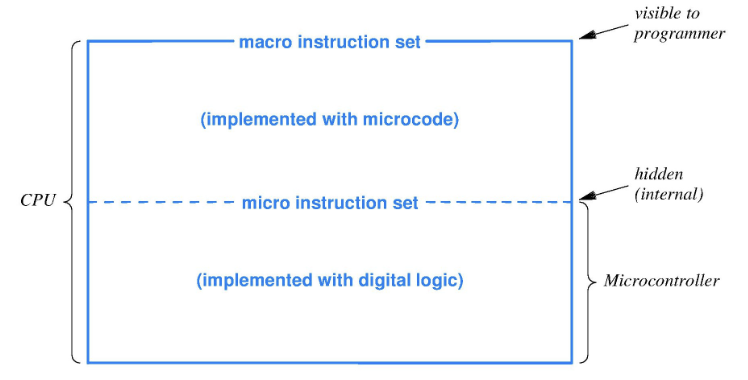 visible to
programmer
macro instruction set
(implemented with microcode)
hidden
(internal)
CPU
micro instruction set
(implemented with digital logic)
Microcontroller